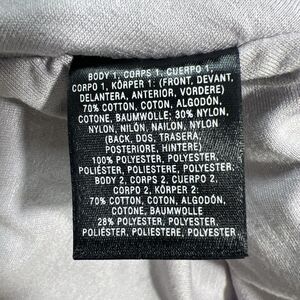 BODY 1, CORPS 1, CUERPO 1,
CORPO 1, KÖRPER 1: (FRONT, DEVANT,
DELANTERA, ANTERIOR, VORDERE)
70% COTTON, COTON, ALGODÓN,
COTONE, BAUMWOLLE; 30% NYLON,
NYLON, NILÓN, NAILON, NYLON
(BACK, DOS, TRASERA,
POSTERIORE, HINTERE)
100% POLYESTER, POLYESTER,
POLIÉSTER, POLIESTERE, POLYESTER;
BODY 2, CORPS 2, CUERPO 2,
CORPO 2, KÖRPER 2:
70% COTTON, COTON, ALGODÓN,
COTONE, BAUMWOLLE
28% POLYESTER, POLYESTER,
POLIÉSTER, POLIESTERE, POLYESTER